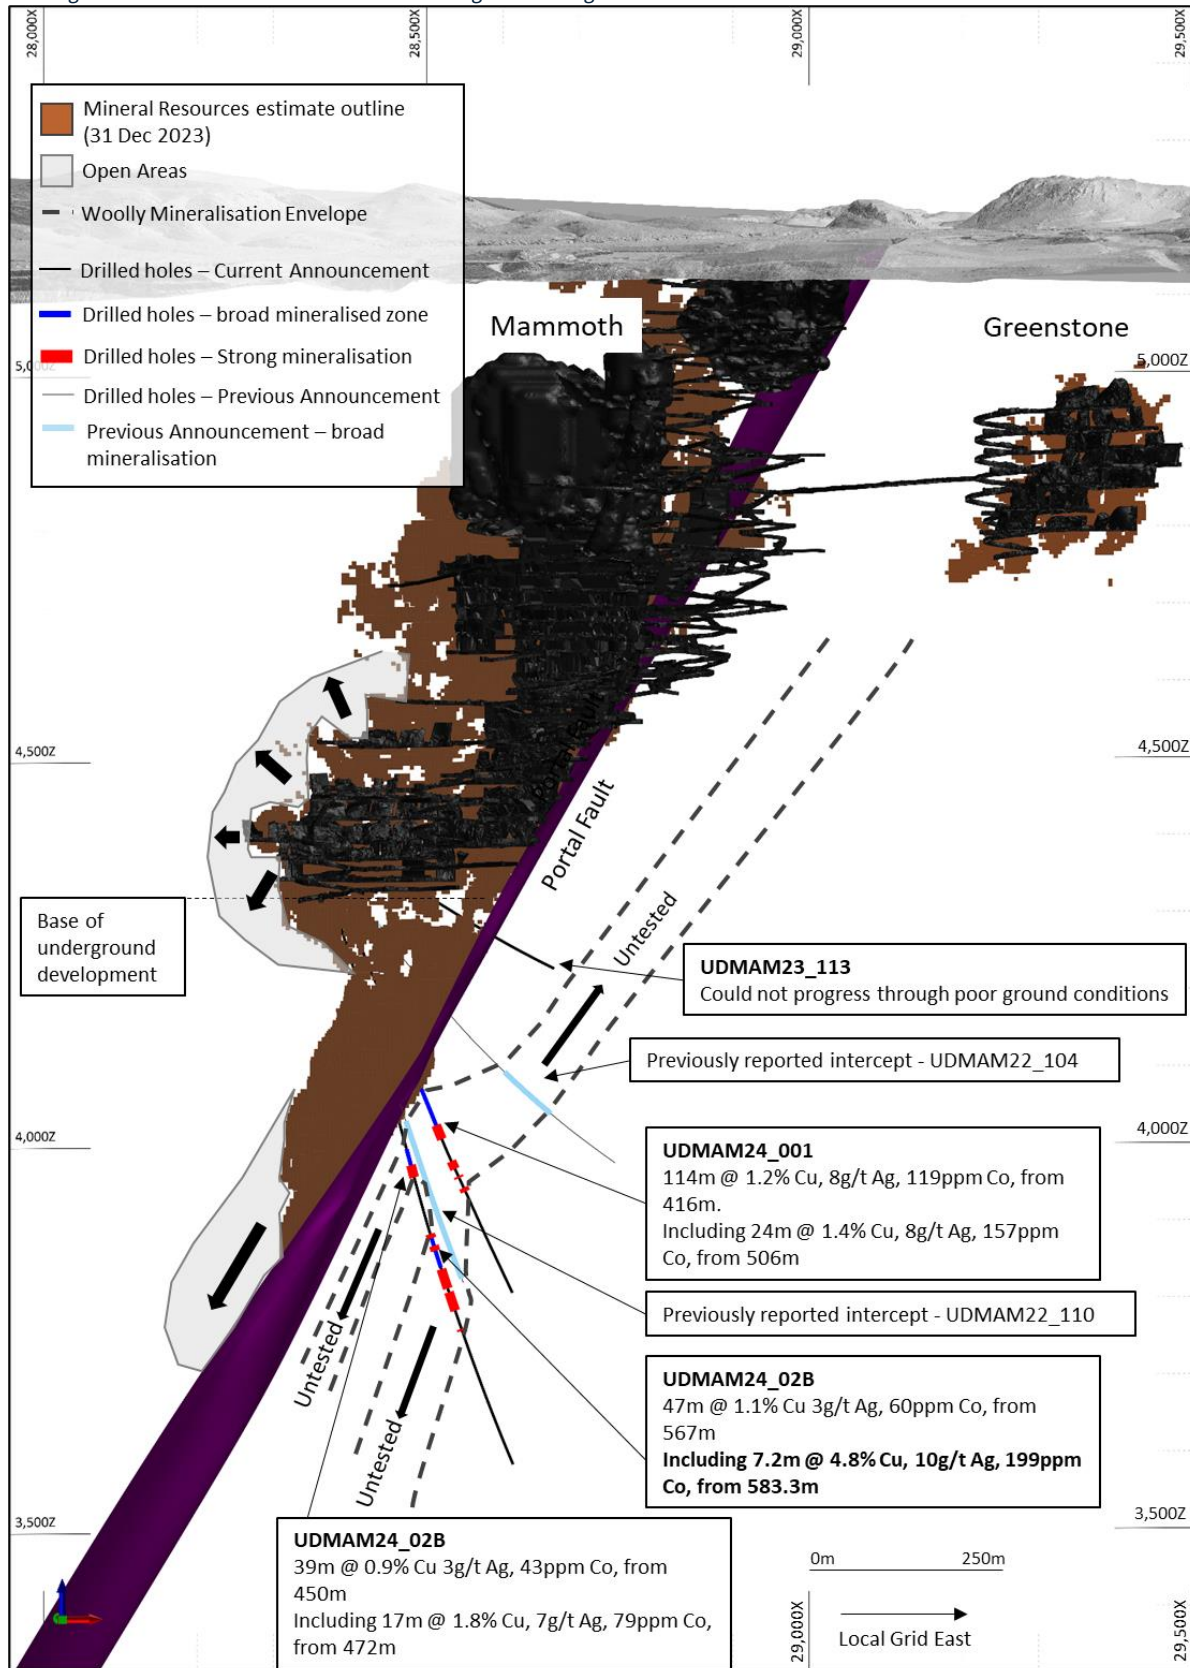 28,000X
28,500X
29,000X
29,500X
Mineral Resources estimate outline
(31 Dec 2023)
Open Areas
Woolly Mineralisation Envelope
Drilled holes – Current Announcement
Drilled holes – broad mineralised zone
Drilled holes – Strong mineralisation
Drilled holes – Previous Announcement
Previous Announcement – broad
mineralisation
Mammoth
Greenstone
5,000Z
5,000Z
4,500Z
4,500Z
Portal Fault
Portal Fault
Untested
Base of
underground
development
UDMAM23_113
Could not progress through poor ground conditions
Previously reported intercept - UDMAM22_104
4,000Z
4,000Z
UDMAM24_001
114m @ 1.2% Cu, 8g/t Ag, 119ppm Co, from
416m.
Including 24m @ 1.4% Cu, 8g/t Ag, 157ppm
Co, from 506m
Previously reported intercept - UDMAM22_110
Untested
Untested
UDMAM24_02B
47m @ 1.1% Cu 3g/t Ag, 60ppm Co, from
567m
Including 7.2m @ 4.8% Cu, 10g/t Ag, 199ppm
Co, from 583.3m
3,500Z
3,500Z
UDMAM24_02B
39m @ 0.9% Cu 3g/t Ag, 43ppm Co, from
450m
Including 17m @ 1.8% Cu, 7g/t Ag, 79ppm Co,
from 472m
0m 250m
Local Grid East
29,000X
29,500X